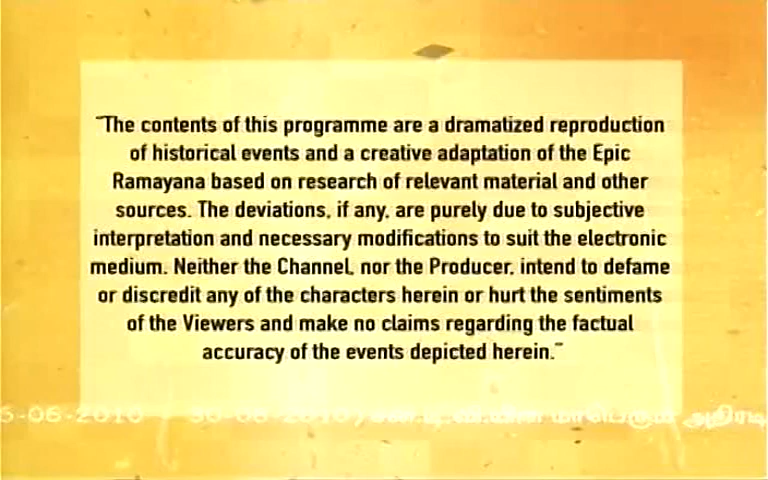 "The contents of this programme are a dramatized reproduction
of historical events and a creative adaptation of the Epic
Ramayana based on research of relevant material and other
sources. The deviations, if any, are purely due to subjective
interpretation and necessary modifications to suit the electronic
medium. Neither the Channel, nor the Producer, intend to defame
or discredit any of the characters herein or hurt the sentiments
of the Viewers and make no claims regarding the factual
accuracy of the events depicted herein."